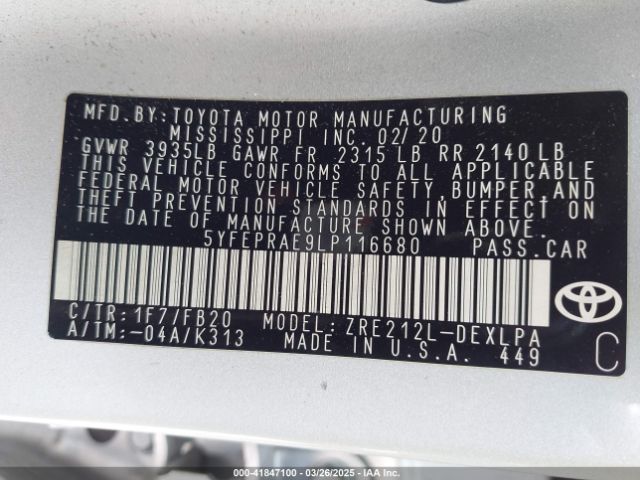 MFD.BY:TOYOTA MOTOR MANUFACTURING
MISSISSIPPI INC. 02/20
GVWR 3935LB GAWR FR 2315 LB RR 2140 LB
THIS VEHICLE CONFORMS TO ALL APPLICABLE
FEDERAL MOTOR VEHICLE SAFETY, BUMPER, AND
THEFT PREVENTION STANDARDS IN EFFECT ON
THE DATE OF MANUFACTURE SHOWN ABOVE.
5YFEPRAE9LP116680 PASS.CAR
C/TR:1F7/FB20 MODEL:ZRE212L-DEXLPA
A/TM:-04A/K313 MADE IN U.S.A. 449
TOYOTA
C
000-41847100 | 03/26/2025 - IAAI.COM